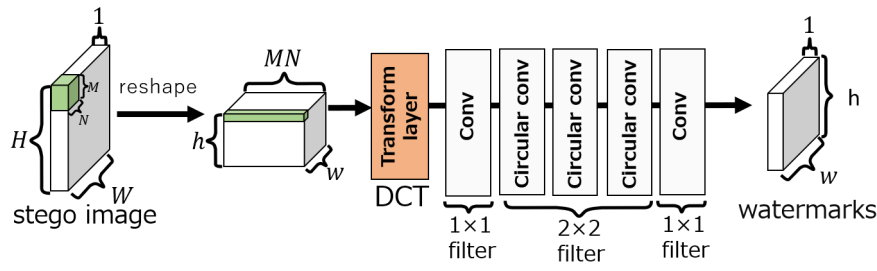 1
M
N
H
W
stego image
reshape
MN
h
w
Transform layer
DCT
Conv
Circular conv
Circular conv
Circular conv
Conv
1×1
filter
2×2
filter
1×1
filter
1
h
w
watermarks